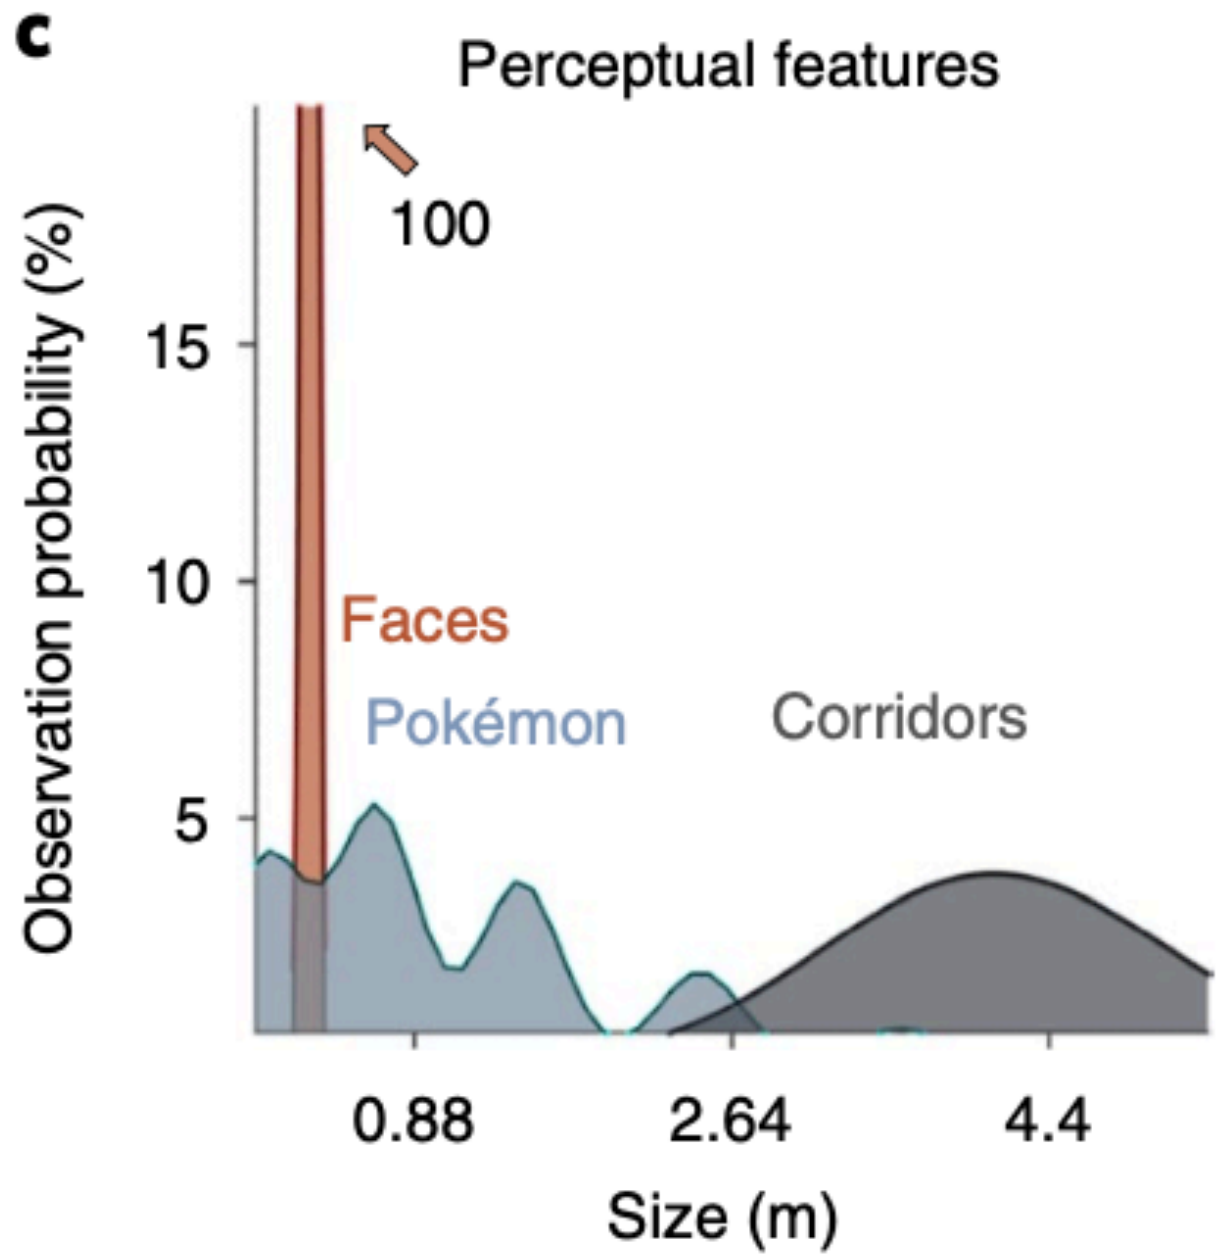 c
Perceptual features
100
Observation probability (%)
15
10
5
Faces
Pokémon
Corridors
0.88
2.64
4.4
Size (m)